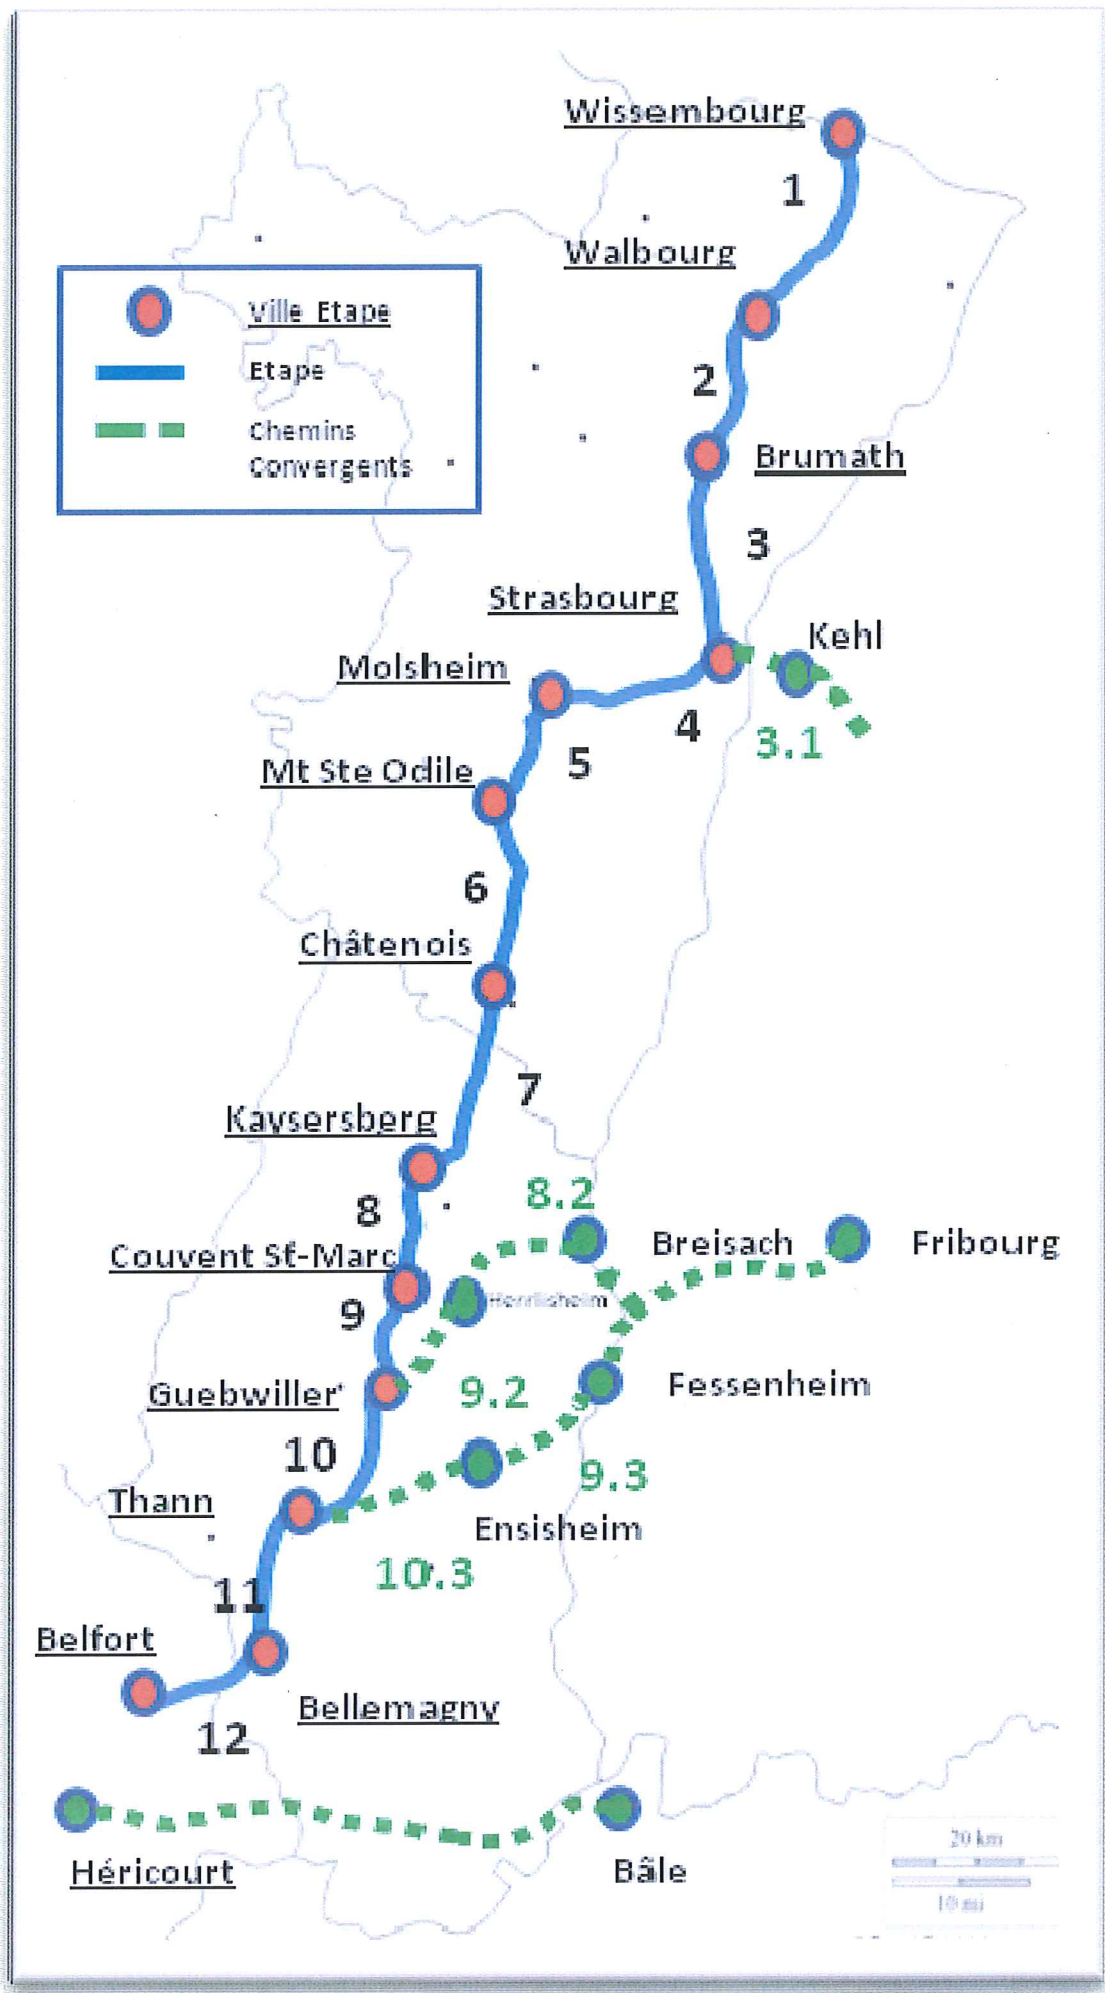 Wissembourg
1
Walbourg
Ville Etape
Etape
Chemins
Convergents
2
Brumath
3
Strasbourg
Kehl
Molsheim
4
3.1
5
Mt Ste Odile
6
Châtenois
7
Kaysersberg
8
8.2
Couvent St-Marc
Breisach
Fribourg
Herrlisheim
9
Guebwiller
9.2
Fessenheim
10
9.3
Thann
Ensisheim
10.3
11
Belfort
Bellemagny
12
Héricourt
Bâle
20 km
10 mi